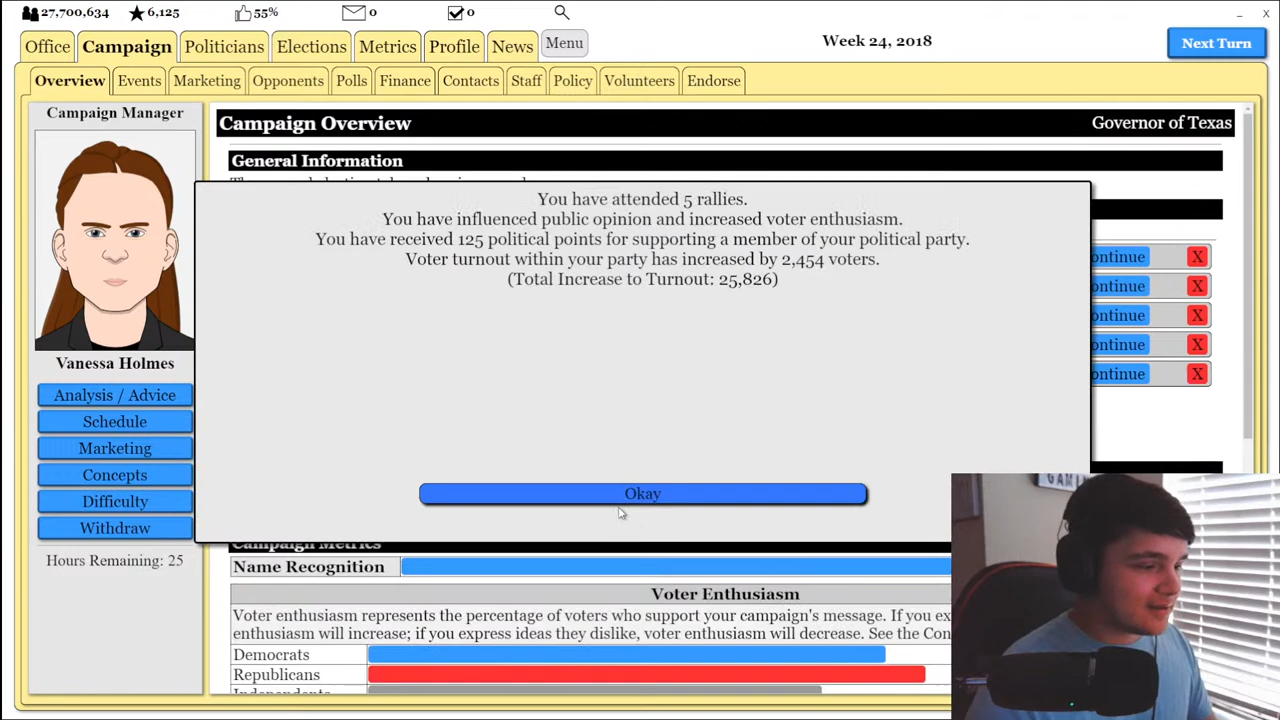 27,700,634 6,125 55% 0 0
_ X
Office Campaign Politicians Elections Metrics Profile News Menu
Week 24, 2018
Next Turn
Overview Events Marketing Opponents Polls Finance Contacts Staff Policy Volunteers Endorse
Campaign Manager
Campaign Overview
Governor of Texas
General Information
You have attended 5 rallies.
You have influenced public opinion and increased voter enthusiasm.
You have received 125 political points for supporting a member of your political party.
Voter turnout within your party has increased by 2,454 voters.
(Total Increase to Turnout: 25,826)
Okay
ontinue X
ontinue X
ontinue X
ontinue X
ontinue X
Vanessa Holmes
Analysis / Advice
Schedule
Marketing
Concepts
Difficulty
Withdraw
Hours Remaining: 25
Campaign Metrics
Name Recognition
Voter Enthusiasm
Voter enthusiasm represents the percentage of voters who support your campaign's message. If you ex
enthusiasm will increase; if you express ideas they dislike, voter enthusiasm will decrease. See the Con
Democrats
Republicans
Independents
GAMI